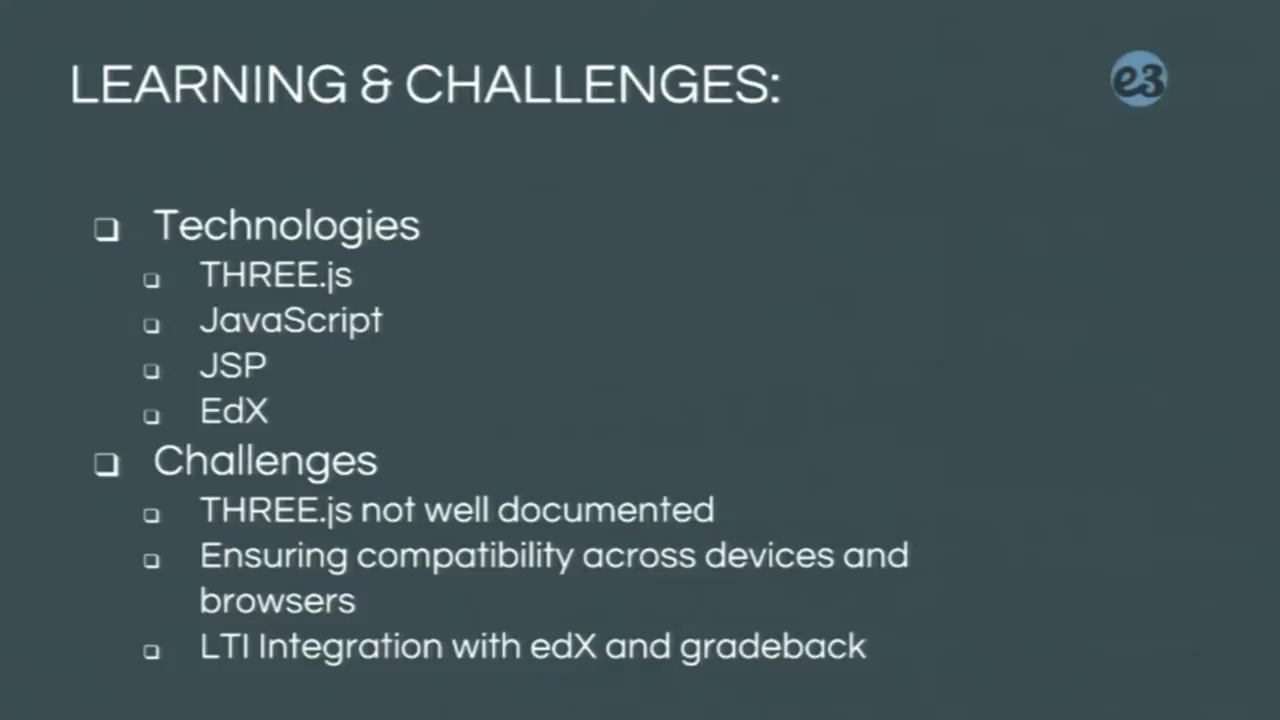 LEARNING & CHALLENGES:
e3
Technologies
THREE.js
JavaScript
JSP
EdX
Challenges
THREE.js not well documented
Ensuring compatibility across devices and
browsers
LTI Integration with edX and gradeback